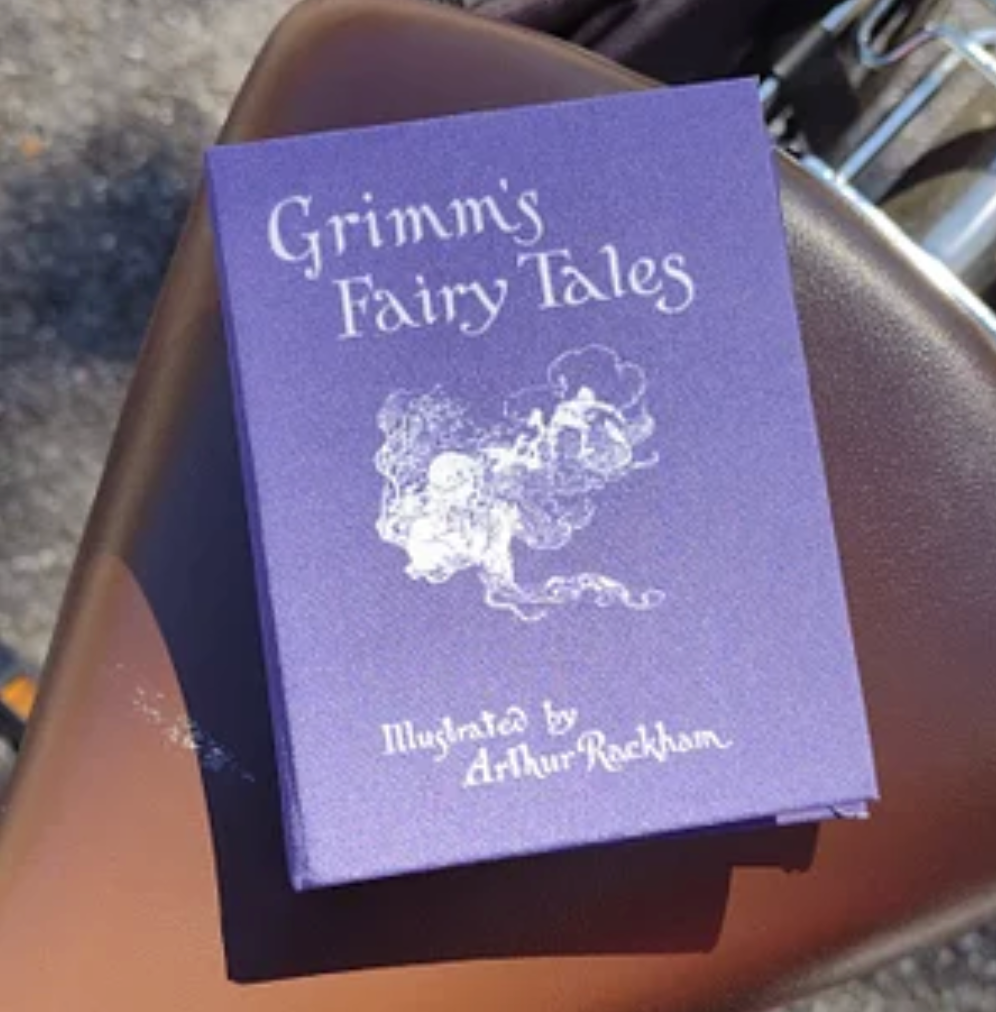 Grimm's
Fairy Tales
Illustrated by
Arthur Rackham